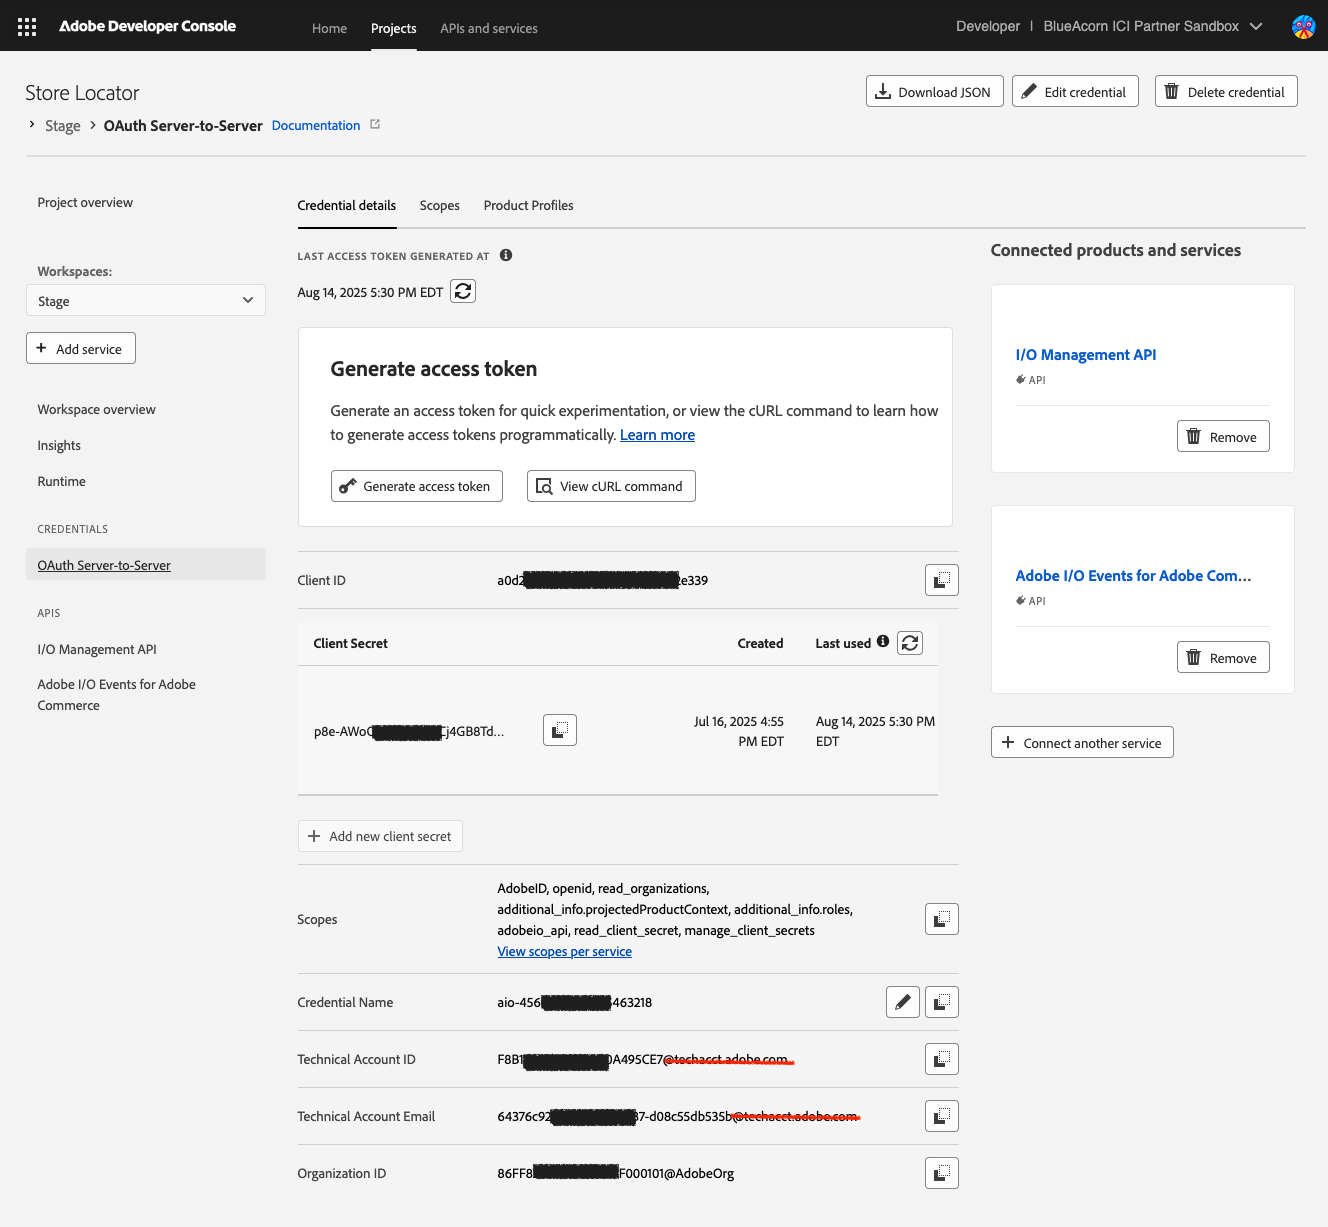 Adobe Developer Console
Home
Projects
APIs and services
Developer | BlueAcorn ICI Partner Sandbox
Store Locator
Download JSON
Edit credential
Delete credential
> Stage > OAuth Server-to-Server Documentation
Project overview
Workspaces:
Stage
+ Add service
Workspace overview
Insights
Runtime
CREDENTIALS
OAuth Server-to-Server
APIS
I/O Management API
Adobe I/O Events for Adobe
Commerce
Credential details
Scopes
Product Profiles
LAST ACCESS TOKEN GENERATED AT
Aug 14, 2025 5:30 PM EDT
Generate access token
Generate an access token for quick experimentation, or view the cURL command to learn how
to generate access tokens programmatically. Learn more
Generate access token
View cURL command
Client ID
a0d2 e339
Client Secret
Created
Last used
p8e-AWo j4GB8Td...
Jul 16, 2025 4:55
PM EDT
Aug 14, 2025 5:30 PM
EDT
+ Add new client secret
Scopes
AdobeID, openid, read_organizations,
additional_info.projectedProductContext, additional_info.roles,
adobeio_api, read_client_secret, manage_client_secrets
View scopes per service
Credential Name
aio-456 463218
Technical Account ID
F8B1 0A495CE7@techacct.adobe.com
Technical Account Email
64376c92 37-d08c55db535b@techacct.adobe.com
Organization ID
86FF8 F000101@AdobeOrg
Connected products and services
I/O Management API
API
Remove
Adobe I/O Events for Adobe Com...
API
Remove
+ Connect another service